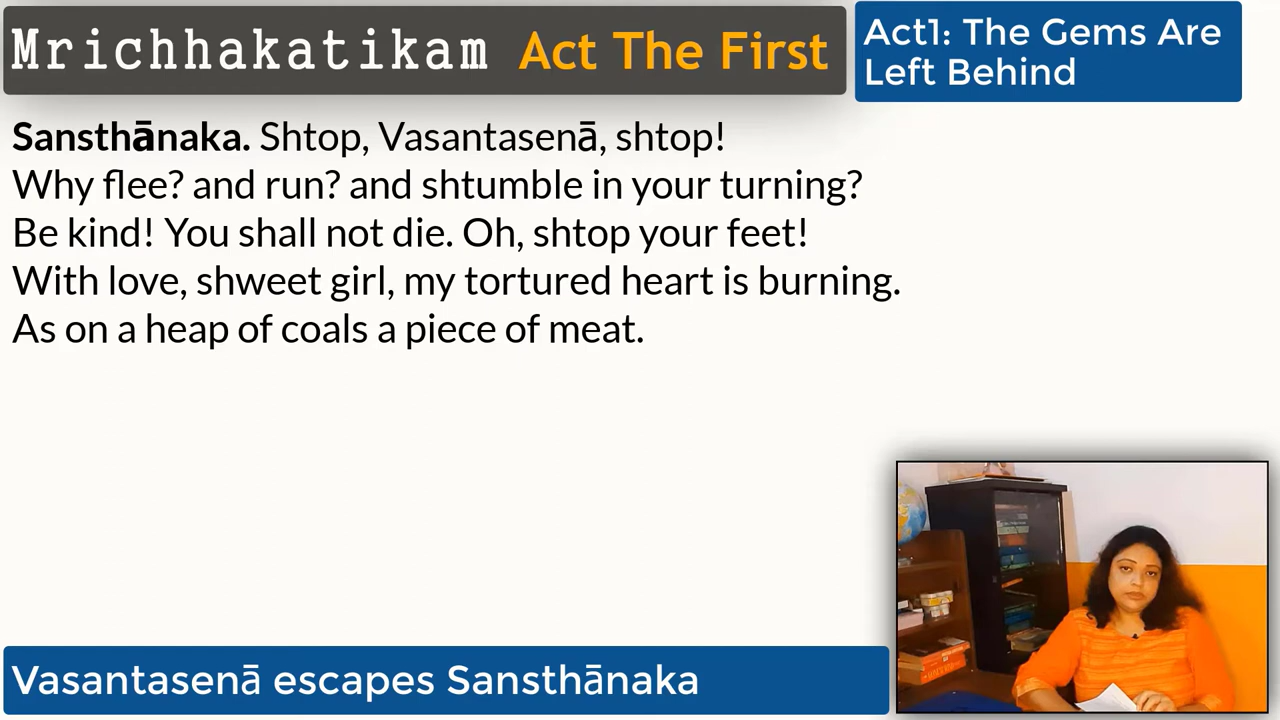 Mrichhakatikam Act The First
Act1: The Gems Are
Left Behind
Sansthānaka. Shtop, Vasantasenā, shtop!
Why flee? and run? and shtumble in your turning?
Be kind! You shall not die. Oh, shtop your feet!
With love, shweet girl, my tortured heart is burning.
As on a heap of coals a piece of meat.
Vasantasenā escapes Sansthānaka